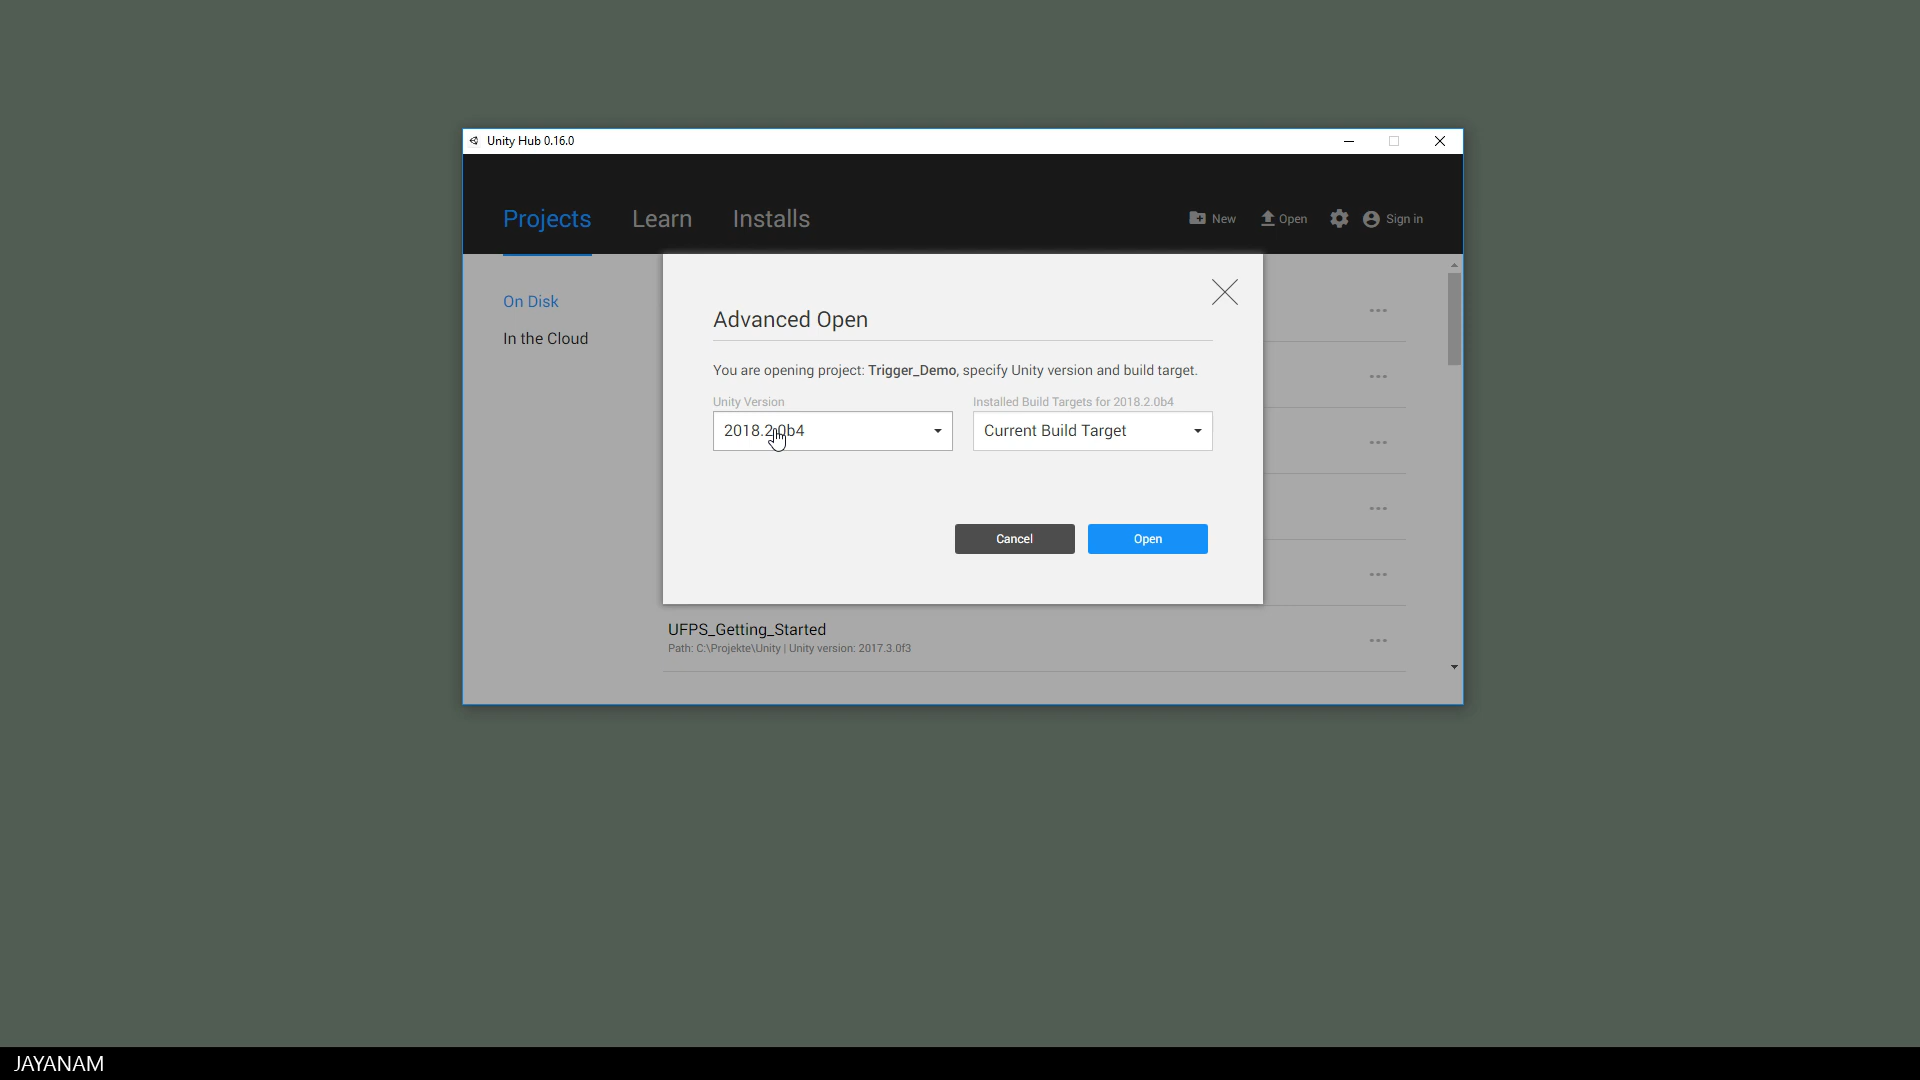 Unity Hub 0.16.0
Projects Learn Installs New Open Sign in
On Disk
In the Cloud
Advanced Open
You are opening project: Trigger_Demo, specify Unity version and build target.
Unity Version Installed Build Targets for 2018.2.0b4
2018.2.0b4 Current Build Target
Cancel Open
UFPS_Getting_Started
Path: C:\Projekte\Unity | Unity version: 2017.3.0f3
JAYANAM